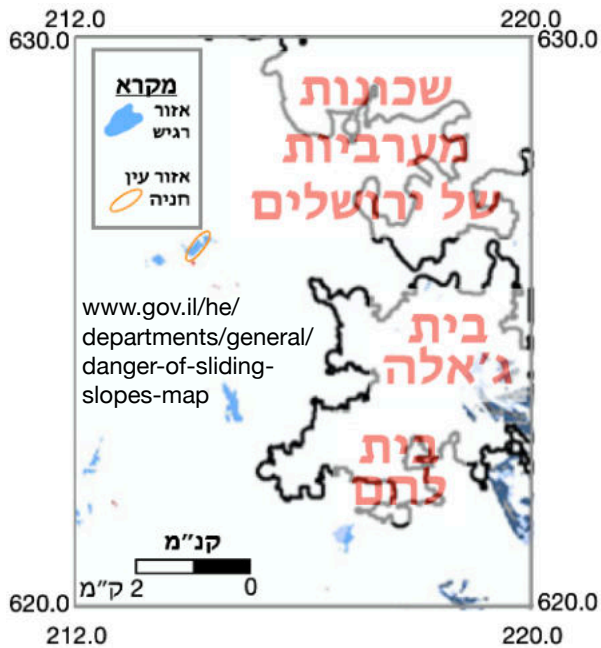 212.0
220.0
630.0
630.0
מקרא
אזור
רגיש
אזור עין
חניה
שכונות
מערביות
של ירושלים
www.gov.il/he/
departments/general/
danger-of-sliding-
slopes-map
בית
ג'אלה
בית
לחם
קנ"מ
0
2 ק"מ
620.0
620.0
212.0
220.0